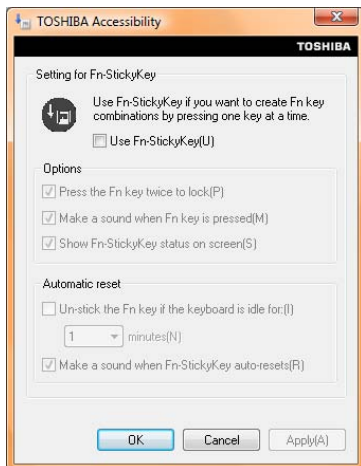 TOSHIBA Accessibility
TOSHIBA
Setting for Fn-StickyKey
Use Fn-StickyKey if you want to create Fn key
combinations by pressing one key at a time.
Use Fn-StickyKey(U)
Options
Press the Fn key twice to lock(P)
Make a sound when Fn key is pressed(M)
Show Fn-StickyKey status on screen(S)
Automatic reset
Un-stick the Fn key if the keyboard is idle for:(I)
1 minutes(N)
Make a sound when Fn-StickyKey auto-resets(R)
OK Cancel Apply(A)